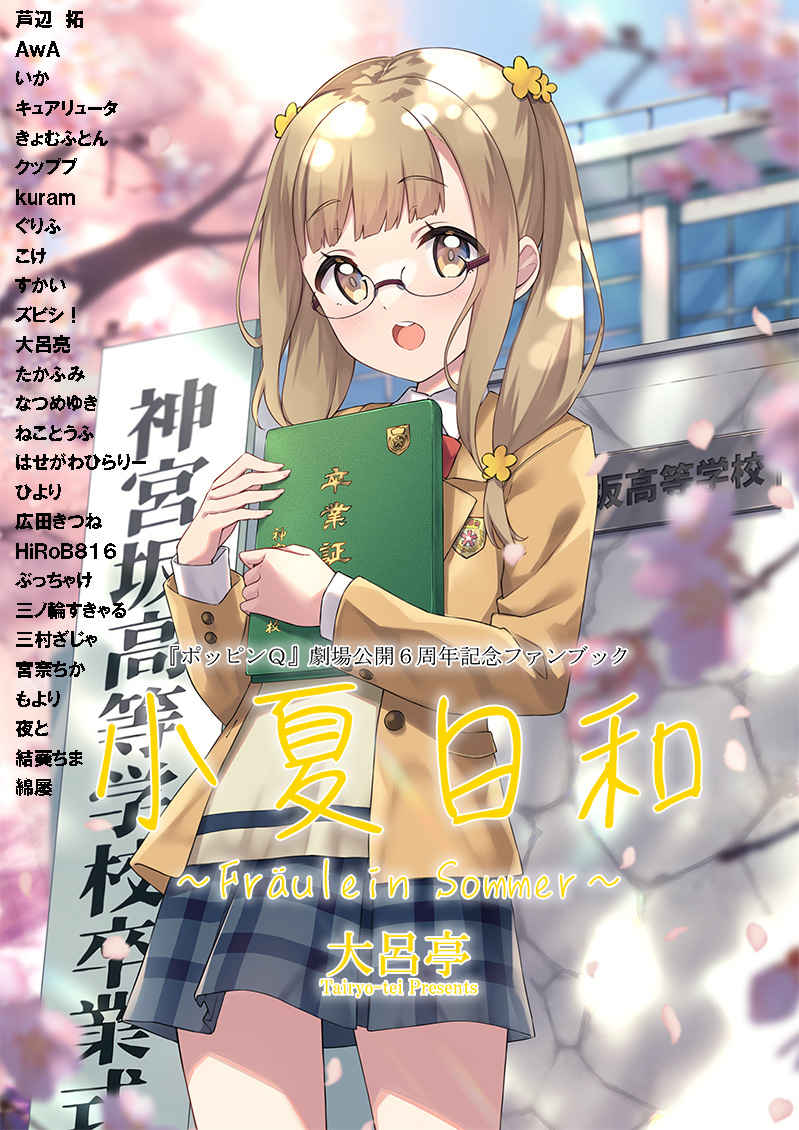 芦辺 拓
AwA
いか
キュアリュータ
きょむふとん
クッププ
kuram
ぐりふ
こけ
すかい
ズビシ！
大呂亮
たかふみ
なつめゆき
ねことうふ
はせがわひらりー
ひより
広田きつね
HiRoB816
ぶっちゃけ
三ノ輪すきゃる
三村ざじゃ
宮奈ちか
もより
夜と
結葵ちま
綿屡
神宮坂高等学校卒業式
坂高等学校
卒業証
『ポッピンQ』劇場公開6周年記念ファンブック
小夏日和
～Fräulein Sommer～
大呂亭
Tairyo-tei Presents